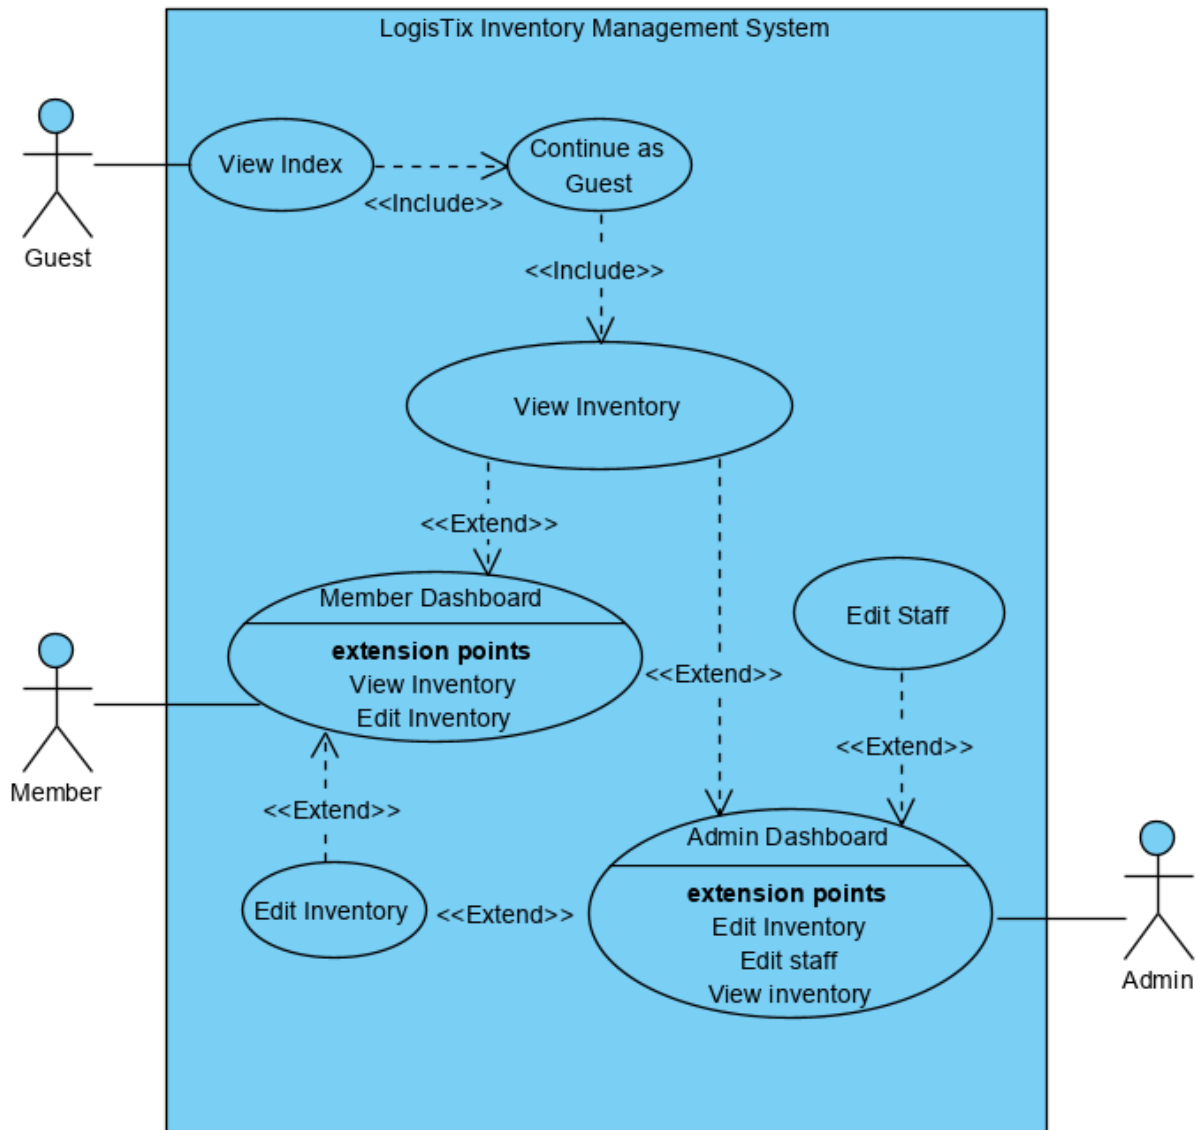 LogisTix Inventory Management System
View Index
<<Include>>
Continue as
Guest
Guest
<<Include>>
View Inventory
<<Extend>>
<<Extend>>
Member Dashboard
extension points
View Inventory
Edit Inventory
Member
Edit Staff
<<Extend>>
<<Extend>>
Edit Inventory
<<Extend>>
Admin Dashboard
extension points
Edit Inventory
Edit staff
View inventory
Admin